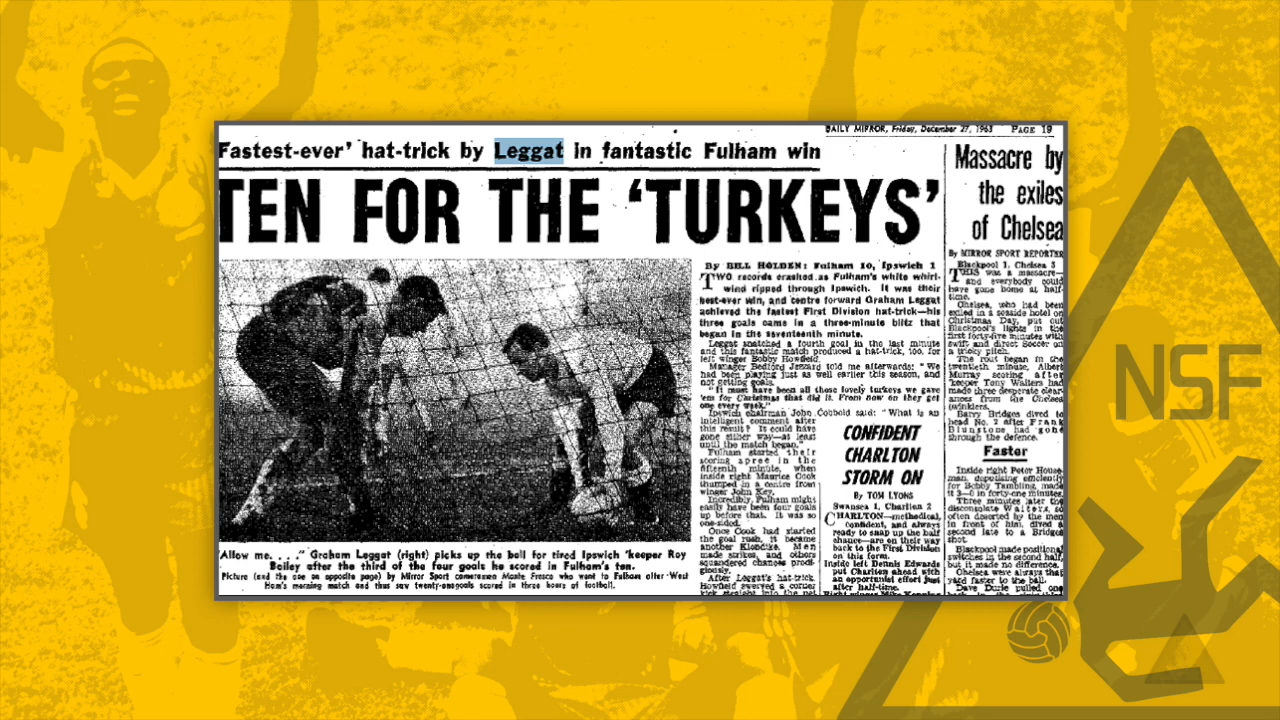 DAILY MIRROR, Friday, December 27, 1963 PAGE 19
Fastest-ever' hat-trick by Leggat in fantastic Fulham win
TEN FOR THE 'TURKEYS'
By BILL HOLDEN: Fulham 10, Ipswich 1
TWO records crashed as Fulham's white whirl-
wind ripped through Ipswich. It was their
best-ever win, and centre forward Graham Leggat
achieved the fastest First Division hat-trick—his
three goals came in a three-minute blitz that
began in the seventeenth minute.
Leggat snatched a fourth goal in the last minute
and this fantastic match produced a hat-trick, too, for
left winger Bobby Howfield.
Manager Bedford Jezzard told me afterwards: "We
had been playing just as well earlier this season, and
not getting goals.
"It must have been all those lovely turkeys we gave
'em for Christmas that did it. From now on they get
one every week."
Ipswich chairman John Cobbold said: "What is an
intelligent comment after
this result? It could have
gone either way—at least
until the match began."
Fulham started their
scoring spree in the
fifteenth minute, when
inside right Maurice Cook
thumped in a centre from
winger John Key.
Incredibly, Fulham might
easily have been four goals
up before that. It was so
one-sided.
Once Cook had started
the goal rush, it became
another Klondike. Men
made strikes, and others
squandered chances prodi-
giously.
After Leggat's hat-trick,
Howfield swerved a corner
kick straight into the net
'Allow me. . . ." Graham Leggat (right) picks up the ball for tired Ipswich 'keeper Roy
Bailey after the third of the four goals he scored in Fulham's ten.
Picture (and the one on opposite page) by Mirror Sport cameraman Monte Fresco who went to Fulham after West
Ham's morning match and thus saw twenty-one goals scored in three hours of football.
CONFIDENT
CHARLTON
STORM ON
By TOM LYONS
Swansea 1, Charlton 2
CHARLTON—methodical,
confident, and always
ready to snap up the half
chance—are on their way
back to the First Division
on this form.
Inside left Dennis Edwards
put Charlton ahead with
an opportunist effort just
after half-time.
Right winger Mike Kenning
Massacre by
the exiles
of Chelsea
By MIRROR SPORT REPORTER
Blackpool 1, Chelsea 5
THIS was a massacre—
and everybody could
have gone home at half-
time.
Chelsea, who had been
exiled in a seaside hotel on
Christmas Day, put out
Blackpool's lights in the
first forty-five minutes with
swift and direct Soccer on
a tricky pitch.
The rout began in the
twentieth minute, Albert
Murray scoring after
'keeper Tony Waiters had
made three desperate clear-
ances from the Chelsea
twinklers.
Barry Bridges dived to
head No. 2 after Frank
Blunstone had gone
through the defence.
Faster
Inside right Peter House-
man, deputising efficiently
for Bobby Tambling, made
it 3—0 in forty-one minutes.
Three minutes later the
disconsolate Waiters, so
often deserted by the men
in front of him, dived a
second late to a Bridges
shot.
Blackpool made positional
switches in the second half,
but it made no difference.
Chelsea were always that
yard faster to the ball.
Dave Durie pulled one
NSF